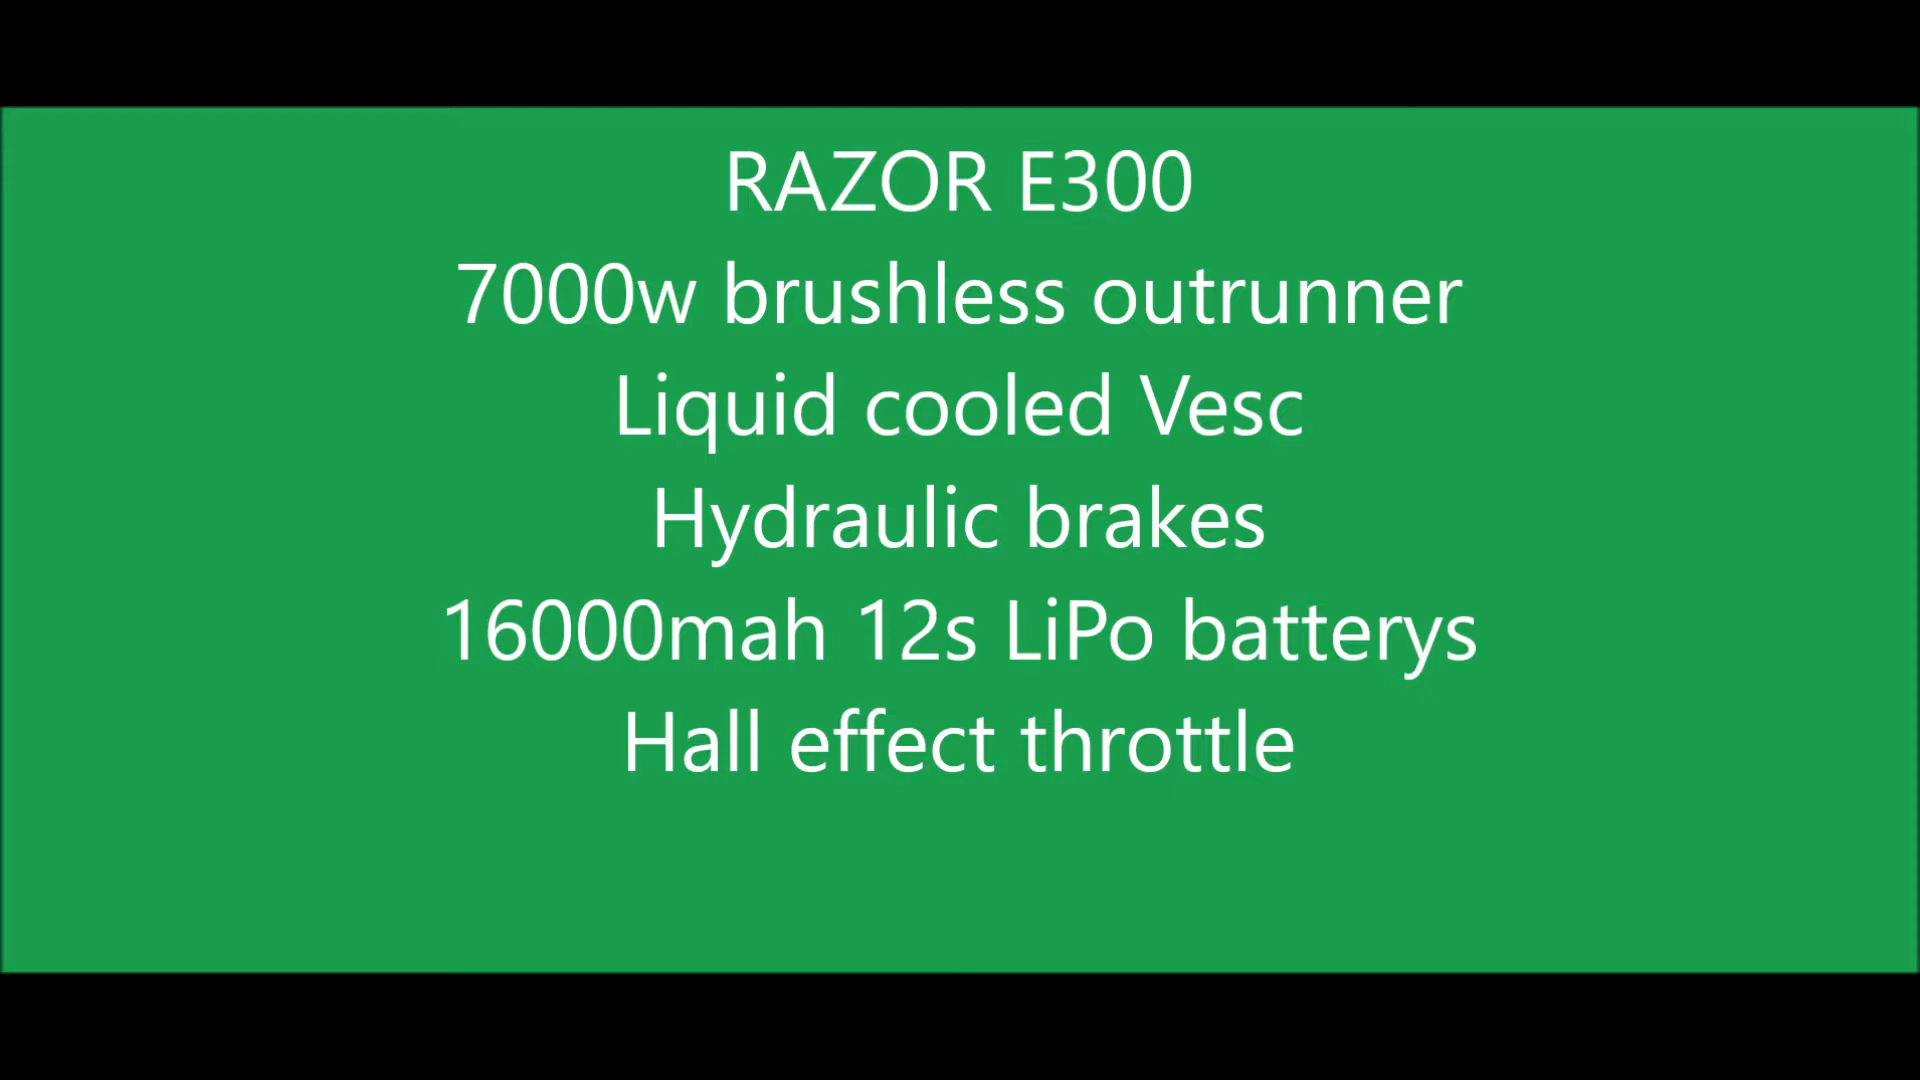 RAZOR E300
7000w brushless outrunner
Liquid cooled Vesc
Hydraulic brakes
16000mah 12s LiPo batterys
Hall effect throttle